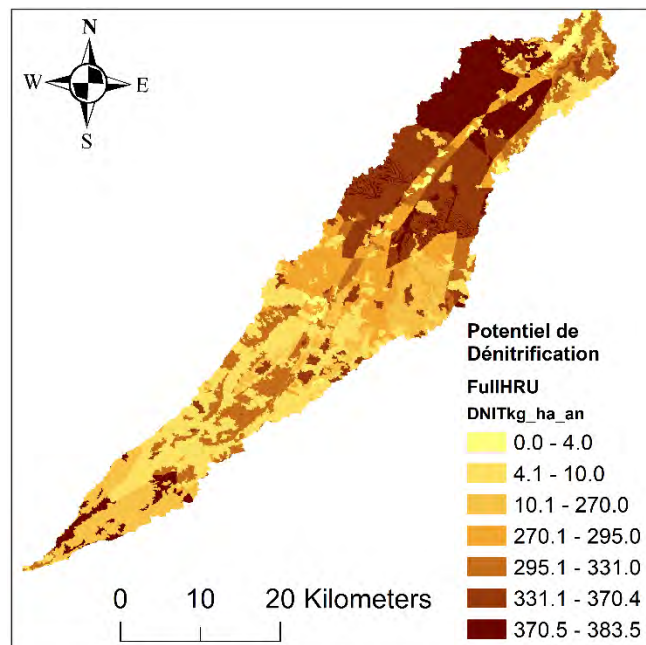 N
W E
S
Potentiel de
Dénitrification
FullHRU
DNITkg_ha_an
0.0 - 4.0
4.1 - 10.0
10.1 - 270.0
270.1 - 295.0
295.1 - 331.0
331.1 - 370.4
370.5 - 383.5
0 10 20 Kilometers